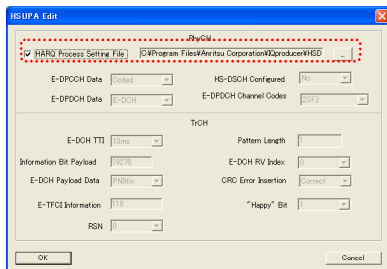 HSUPA Edit
PhyCH
HARQ Process Setting File C:¥Program Files¥Anritsu Corporation¥IQproducer¥HSD ...
E-DPCCH Data Coded HS-DSCH Configured No
E-DPDCH Data E-DCH E-DPDCH Channel Codes 2SF2
TrCH
E-DCH TTI 10ms Pattern Length 1
Information Bit Payload 19278 E-DCH RV Index 0
E-DCH Payload Data PN9fix CRC Error Insertion Correct
E-TFCI Information 118 "Happy" Bit 1
RSN 0
OK Cancel